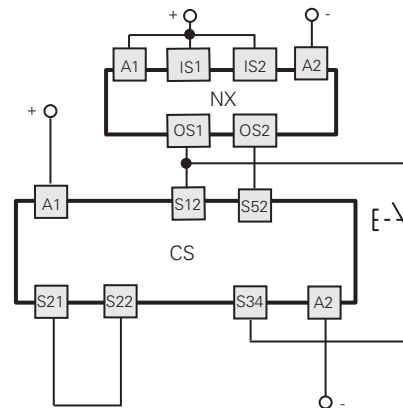 + -
A1 IS1 IS2 A2
NX
OS1 OS2
+
A1 S12 S52
CS
S21 S22 S34 A2
-